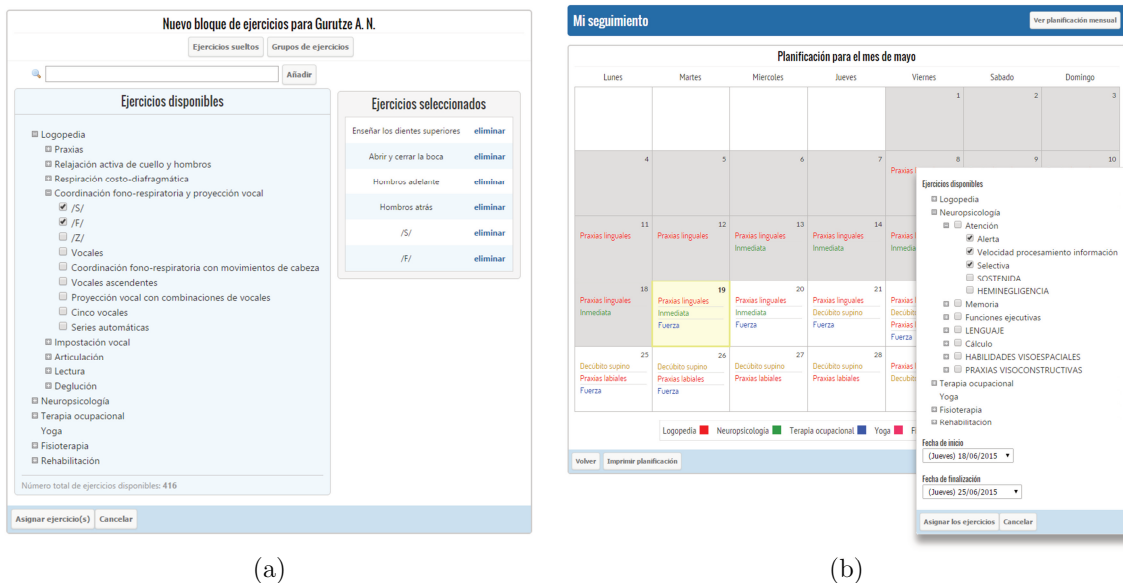 Nuevo bloque de ejercicios para Gurutze A. N.
Ejercicios sueltos Grupos de ejercicios
Añadir
Ejercicios disponibles
Logopedia
Praxias
Relajación activa de cuello y hombros
Respiración costo-diafragmática
Coordinación fono-respiratoria y proyección vocal
/S/
/F/
/Z/
Vocales
Coordinación fono-respiratoria con movimientos de cabeza
Vocales ascendentes
Proyección vocal con combinaciones de vocales
Cinco vocales
Series automáticas
Impostación vocal
Articulación
Lectura
Deglución
Neuropsicología
Terapia ocupacional
Yoga
Fisioterapia
Rehabilitación
Número total de ejercicios disponibles: 416
Ejercicios seleccionados
Enseñar los dientes superiores eliminar
Abrir y cerrar la boca eliminar
Hombros adelante eliminar
Hombros atrás eliminar
/S/ eliminar
/F/ eliminar
Asignar ejercicio(s) Cancelar
(a)
Mi seguimiento
Ver planificación mensual
Planificación para el mes de mayo
Lunes Martes Miercoles Jueves Viernes Sabado Domingo
1 2 3
4 5 6 7 8 9 10
Praxias
11 12 13 14
Praxias linguales Praxias linguales Praxias linguales Praxias linguales Praxias
Inmediata Inmediata Inmedia
18 19 20 21
Praxias linguales Praxias linguales Praxias linguales Praxias linguales Praxias
Inmediata Inmediata Inmediata Decúbito supino Decúb
Fuerza Fuerza Fuerza Praxias
Fuerza
25 26 27 28
Decúbito supino Decúbito supino Decúbito supino Decúbito supino Praxias
Praxias labiales Praxias labiales Praxias labiales Praxias labiales Decúbit
Fuerza Fuerza
Logopedia Neuropsicología Terapia ocupacional Yoga F
Volver Imprimir planificación
Ejercicios disponibles
Logopedia
Neuropsicología
Atención
Alerta
Velocidad procesamiento información
Selectiva
SOSTENIDA
HEMINEGLIGENCIA
Memoria
Funciones ejecutivas
LENGUAJE
Cálculo
HABILIDADES VISOESPACIALES
PRAXIAS VISOCONSTRUCTIVAS
Terapia ocupacional
Yoga
Fisioterapia
Rehabilitación
Fecha de inicio
(Jueves) 18/06/2015
Fecha de finalización
(Jueves) 25/06/2015
Asignar los ejercicios Cancelar
(b)